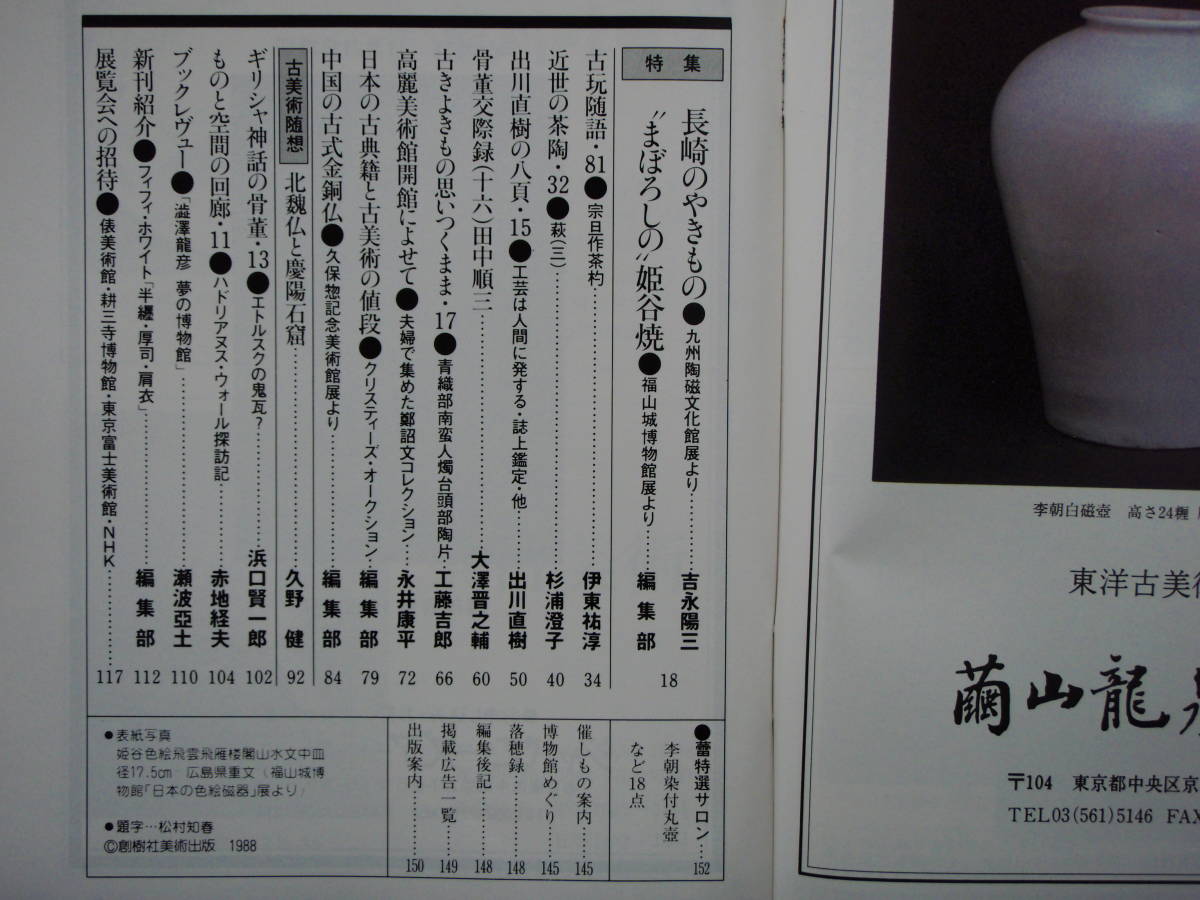 特集
長崎のやきもの●九州陶磁文化館展より……吉永陽三
〝まぼろしの〟姫谷焼●福山城博物館展より……編集部
18
古玩随語・81●宗旦作茶杓……伊東祐淳 34
近世の茶陶・32●萩(三)……杉浦澄子 40
出川直樹の八頁・15●工芸は人間に発する・誌上鑑定・他……出川直樹 50
骨董交際録(十六)田中順三……大澤晋之輔 60
古きよきもの思いつくまま・17●青織部南蛮人燭台頭部陶片…工藤吉郎 66
高麗美術館開館によせて●夫婦で集めた鄭詔文コレクション…永井康平 72
日本の古典籍と古美術の値段●クリスティーズ・オークション…編集部 79
中国の古式金銅仏●久保惣記念美術館展より……編集部 84
古美術随想
北魏仏と慶陽石窟……久野健 92
ギリシャ神話の骨董・13●エトルスクの鬼瓦?……浜口賢一郎 102
ものと空間の回廊・11●ハドリアヌス・ウォール探訪記……赤地経夫 104
ブックレヴュー●「澁澤龍彦 夢の博物館」……瀬波亞土 110
新刊紹介●フィフィ・ホワイト「半纏・厚司・肩衣」……編集部 112
展覧会への招待●俵美術館・耕三寺博物館・東京富士美術館・NHK……117
●蕾特選サロン…152
李朝染付丸壺
など18点
催しもの案内……145
博物館めぐり……145
落穂録……148
編集後記……148
掲載広告一覧……149
出版案内……150
●表紙写真
姫谷色絵飛雲飛雁楼閣山水文中皿
径17.5cm 広島県重文(福山城博
物館「日本の色絵磁器」展より)
●題字…松村知春
©創樹社美術出版 1988
李朝白磁壺 高さ24糎
東洋古美術
繭山龍泉
〒104 東京都中央区京
TEL03(561)5146 FAX